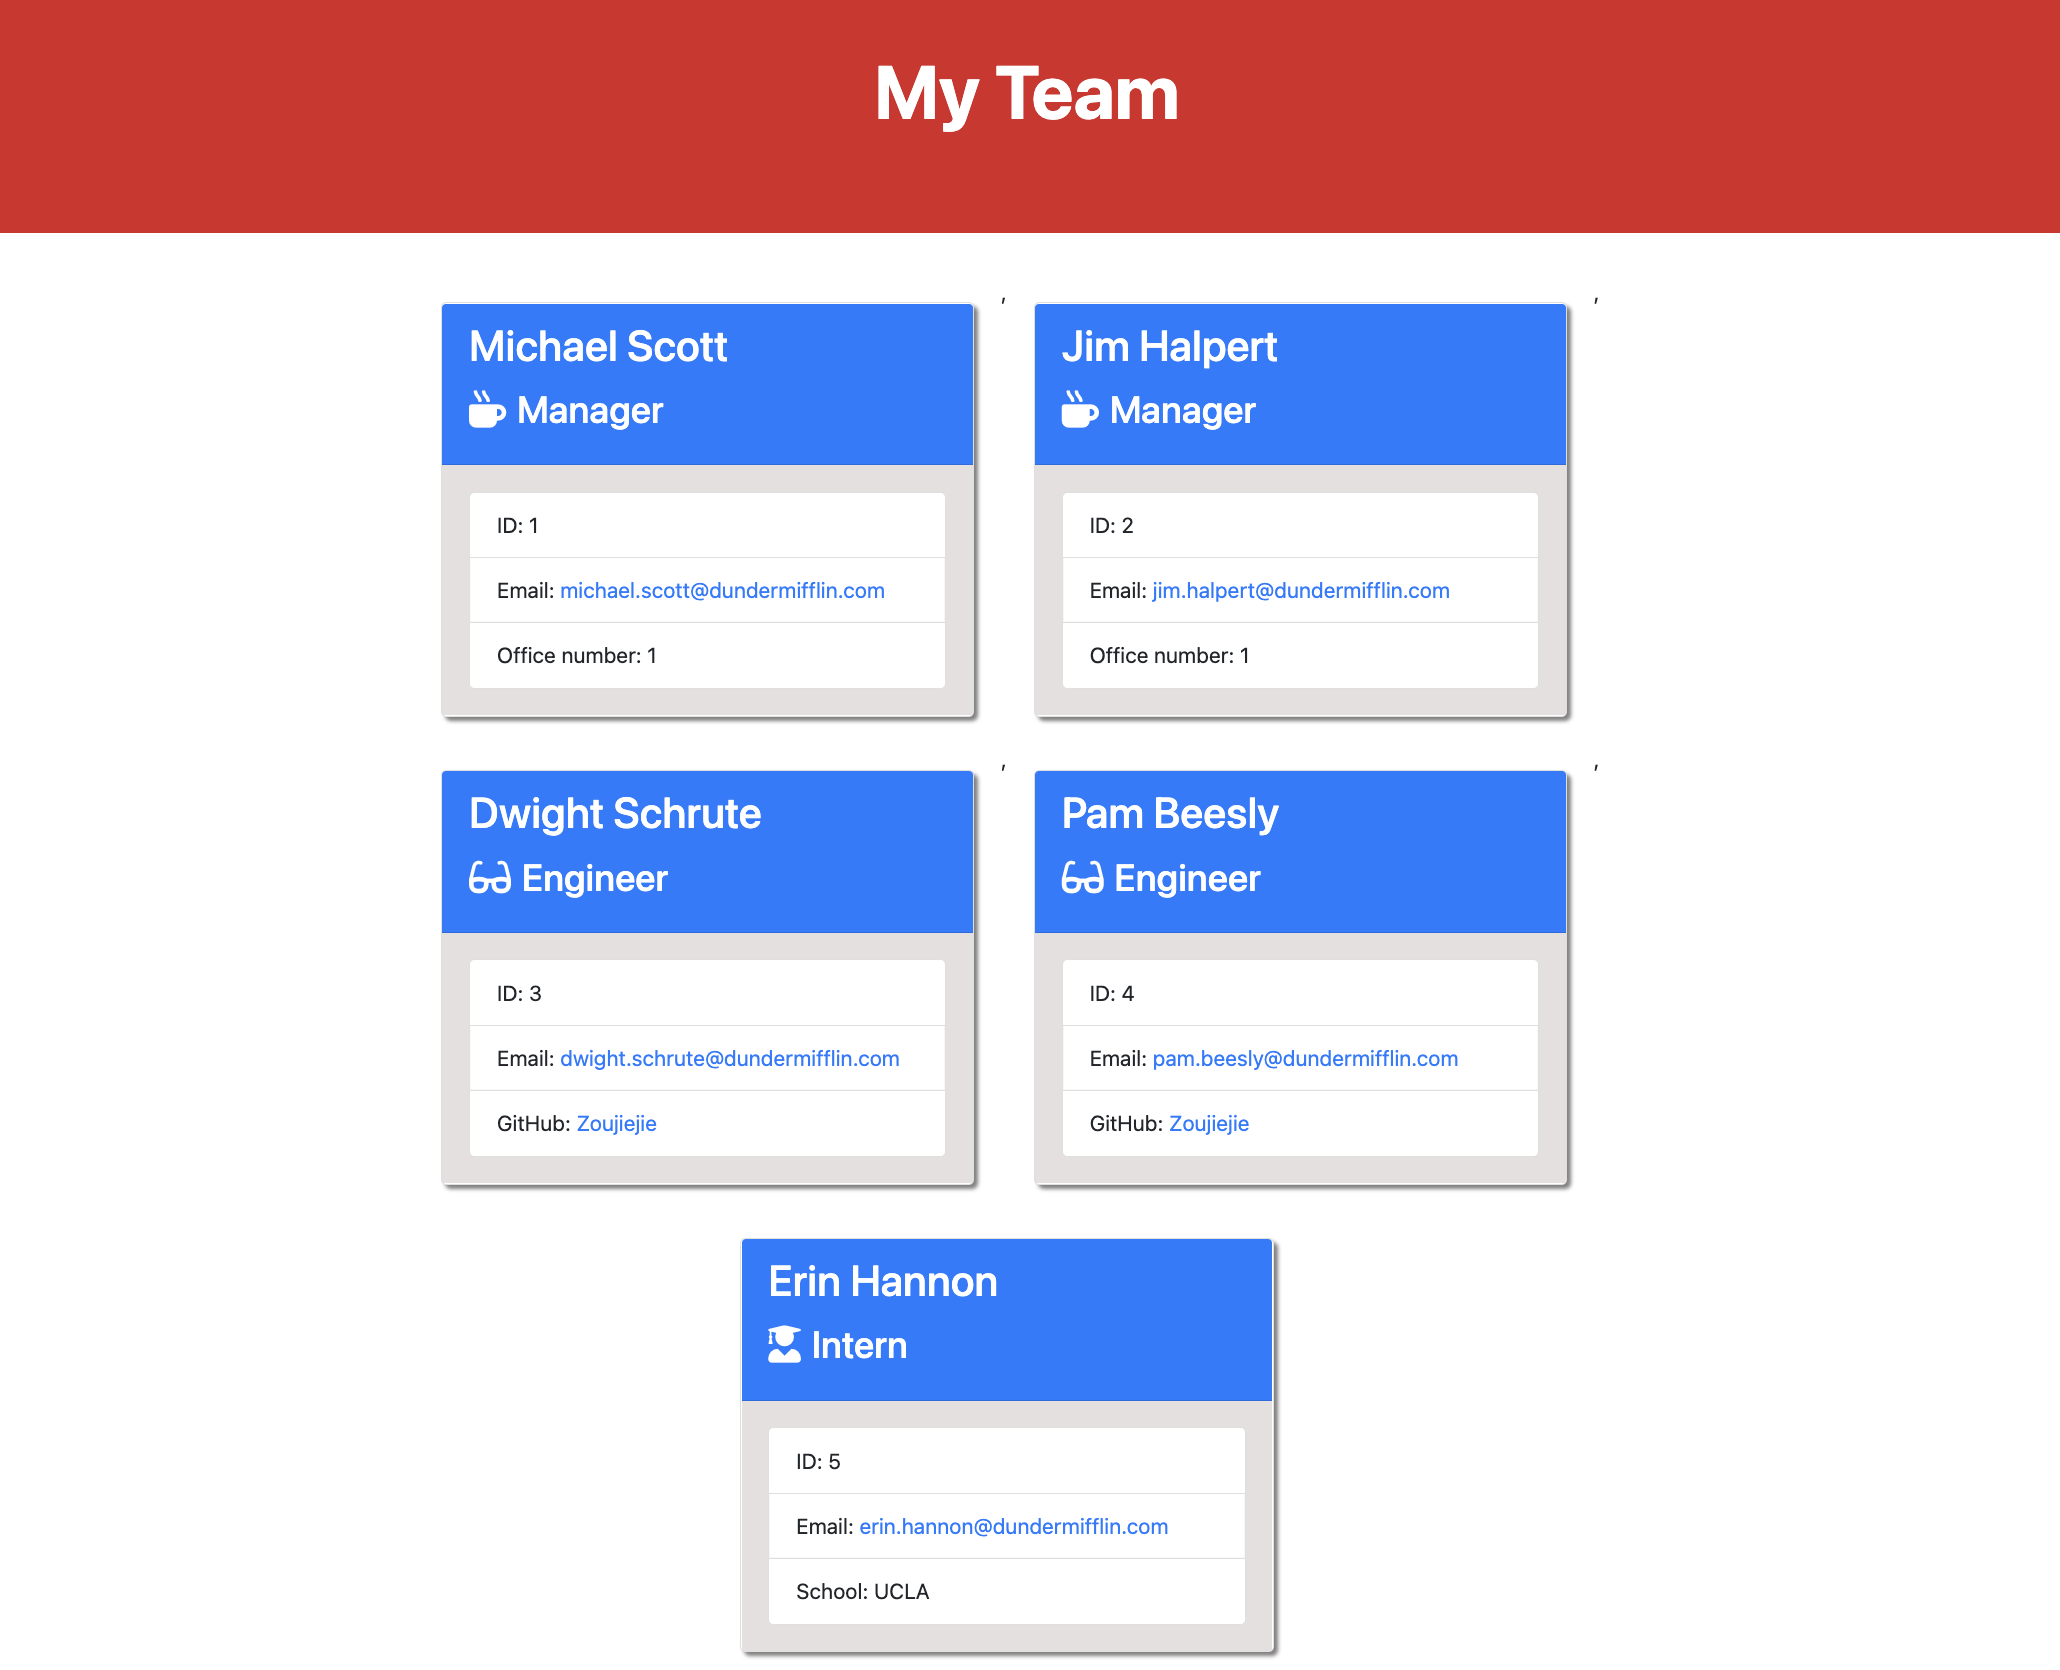 My Team
Michael Scott
Manager
ID: 1
Email: michael.scott@dundermifflin.com
Office number: 1
,
Jim Halpert
Manager
ID: 2
Email: jim.halpert@dundermifflin.com
Office number: 1
,
Dwight Schrute
Engineer
ID: 3
Email: dwight.schrute@dundermifflin.com
GitHub: Zoujiejie
,
Pam Beesly
Engineer
ID: 4
Email: pam.beesly@dundermifflin.com
GitHub: Zoujiejie
,
Erin Hannon
Intern
ID: 5
Email: erin.hannon@dundermifflin.com
School: UCLA